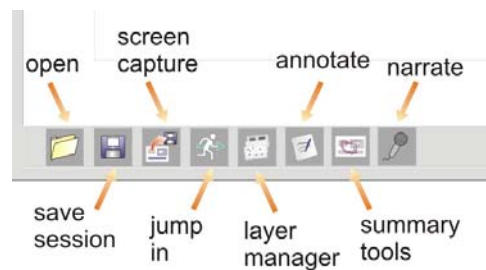 screen
capture
open
annotate
narrate
save
session
jump
in
layer
manager
summary
tools